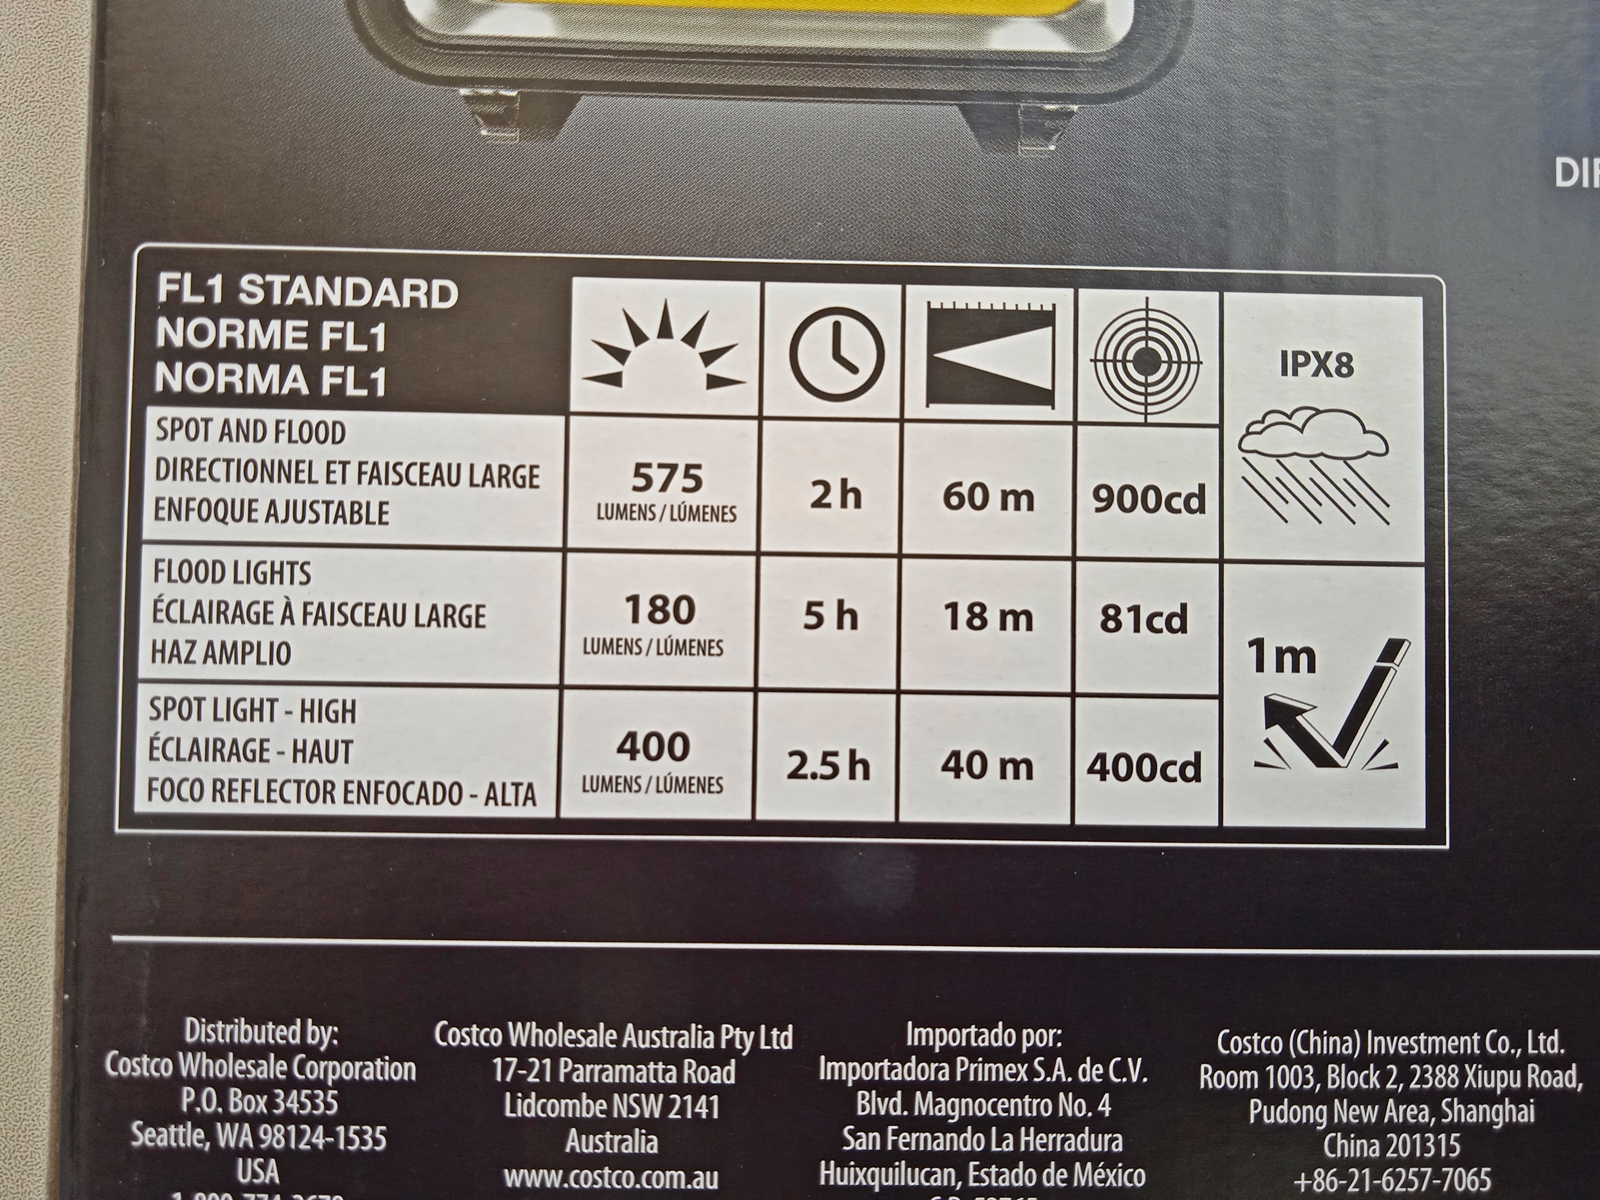 DIF
FL1 STANDARD
NORME FL1
NORMA FL1
IPX8
SPOT AND FLOOD
DIRECTIONNEL ET FAISCEAU LARGE
ENFOQUE AJUSTABLE
575
LUMENS / LÚMENES
2 h
60 m
900cd
FLOOD LIGHTS
ÉCLAIRAGE À FAISCEAU LARGE
HAZ AMPLIO
180
LUMENS / LÚMENES
5 h
18 m
81cd
1m
SPOT LIGHT - HIGH
ÉCLAIRAGE - HAUT
FOCO REFLECTOR ENFOCADO - ALTA
400
LUMENS / LÚMENES
2.5 h
40 m
400cd
Distributed by:
Costco Wholesale Corporation
P.O. Box 34535
Seattle, WA 98124-1535
USA
Costco Wholesale Australia Pty Ltd
17-21 Parramatta Road
Lidcombe NSW 2141
Australia
www.costco.com.au
Importado por:
Importadora Primex S.A. de C.V.
Blvd. Magnocentro No. 4
San Fernando La Herradura
Huixquilucan, Estado de México
Costco (China) Investment Co., Ltd.
Room 1003, Block 2, 2388 Xiupu Road,
Pudong New Area, Shanghai
China 201315
+86-21-6257-7065